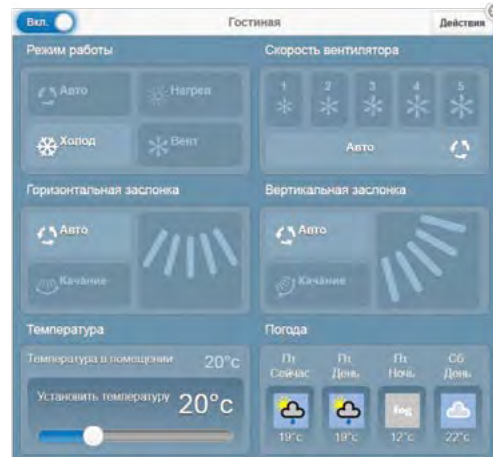 Вкл.
Гостиная
Действия
Режим работы
Авто
Нагрев
Холод
Вент
Скорость вентилятора
1 2 3 4 5
Авто
Горизонтальная заслонка
Авто
Качание
Вертикальная заслонка
Авто
Качание
Температура
Температура в помещении 20°c
Установить температуру 20°c
Погода
Пт Пт Пт Сб
Сейчас День Ночь День
fog
19°c 19°c 12°c 22°c